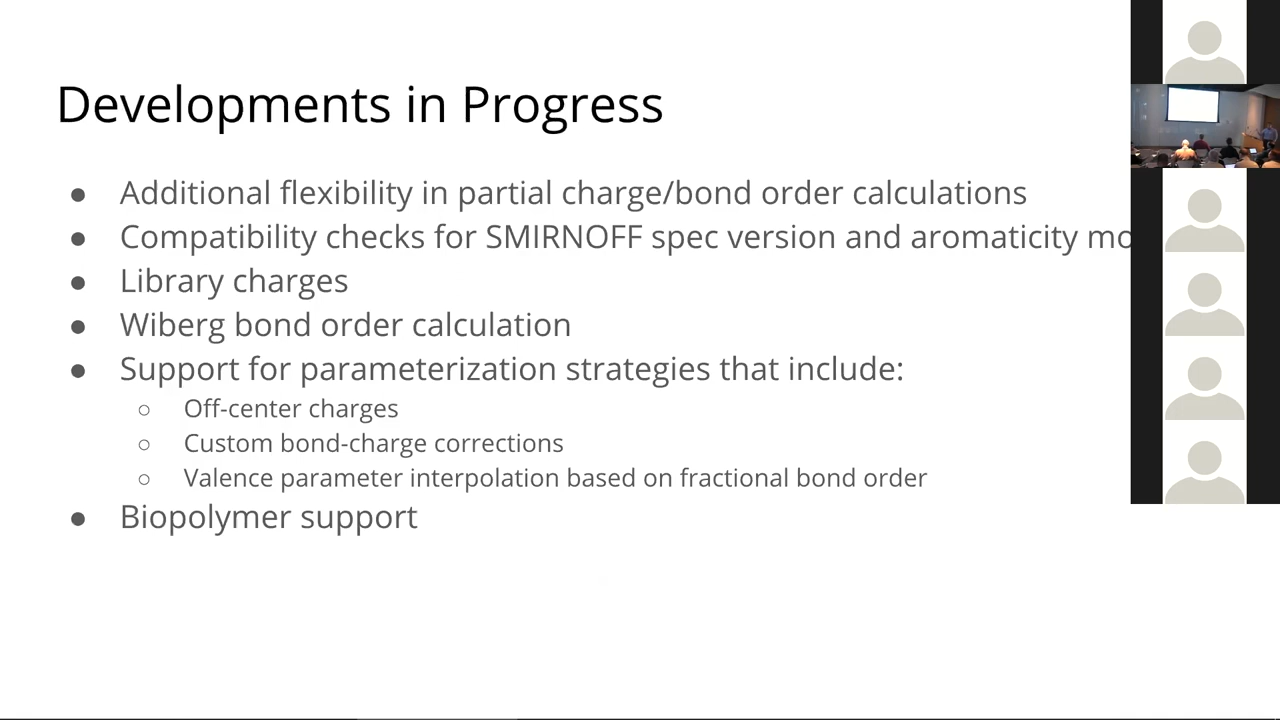 Developments in Progress
● Additional flexibility in partial charge/bond order calculations
● Compatibility checks for SMIRNOFF spec version and aromaticity
● Library charges
● Wiberg bond order calculation
● Support for parameterization strategies that include:
○ Off-center charges
○ Custom bond-charge corrections
○ Valence parameter interpolation based on fractional bond order
● Biopolymer support